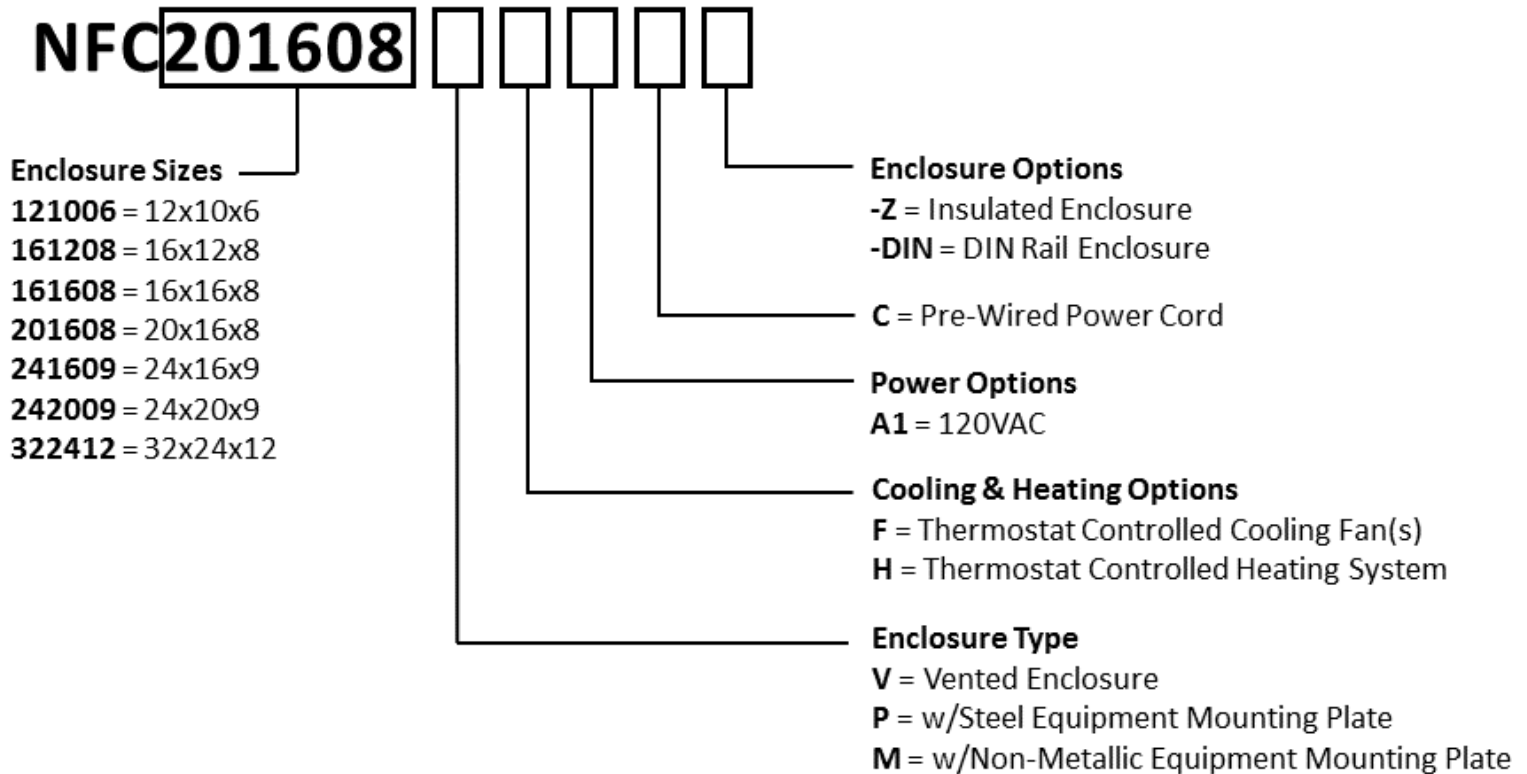 NFC201608
Enclosure Sizes
121006 = 12x10x6
161208 = 16x12x8
161608 = 16x16x8
201608 = 20x16x8
241609 = 24x16x9
242009 = 24x20x9
322412 = 32x24x12
Enclosure Options
-Z = Insulated Enclosure
-DIN = DIN Rail Enclosure
C = Pre-Wired Power Cord
Power Options
A1 = 120VAC
Cooling & Heating Options
F = Thermostat Controlled Cooling Fan(s)
H = Thermostat Controlled Heating System
Enclosure Type
V = Vented Enclosure
P = w/Steel Equipment Mounting Plate
M = w/Non-Metallic Equipment Mounting Plate